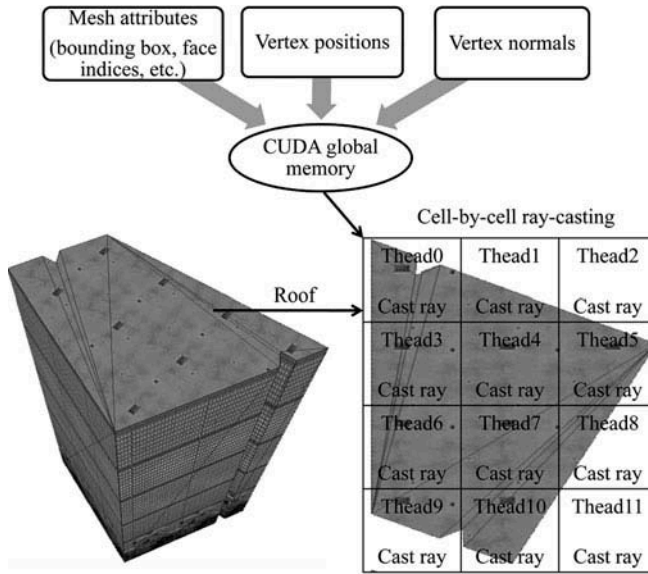 Mesh attributes
(bounding box, face
indices, etc.)
Vertex positions
Vertex normals
CUDA global
memory
Cell-by-cell ray-casting
Roof
Thead0 Thead1 Thead2
Cast ray Cast ray Cast ray
Thead3 Thead4 Thead5
Cast ray Cast ray Cast ray
Thead6 Thead7 Thead8
Cast ray Cast ray Cast ray
Thead9 Thead10 Thead11
Cast ray Cast ray Cast ray